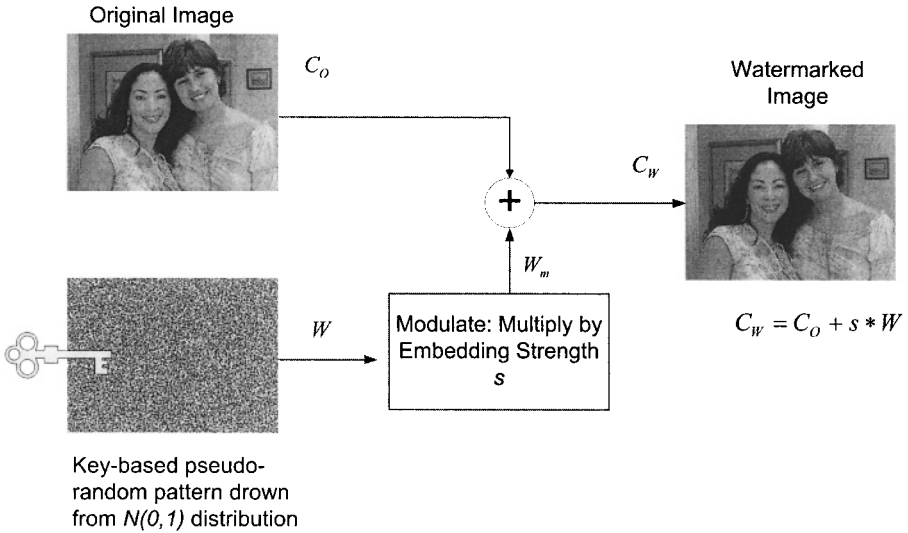 Original Image
C_O
Watermarked
Image
C_W
+
W_m
W
Modulate: Multiply by
Embedding Strength
s
C_W = C_O + s * W
Key-based pseudo-
random pattern drown
from N(0,1) distribution